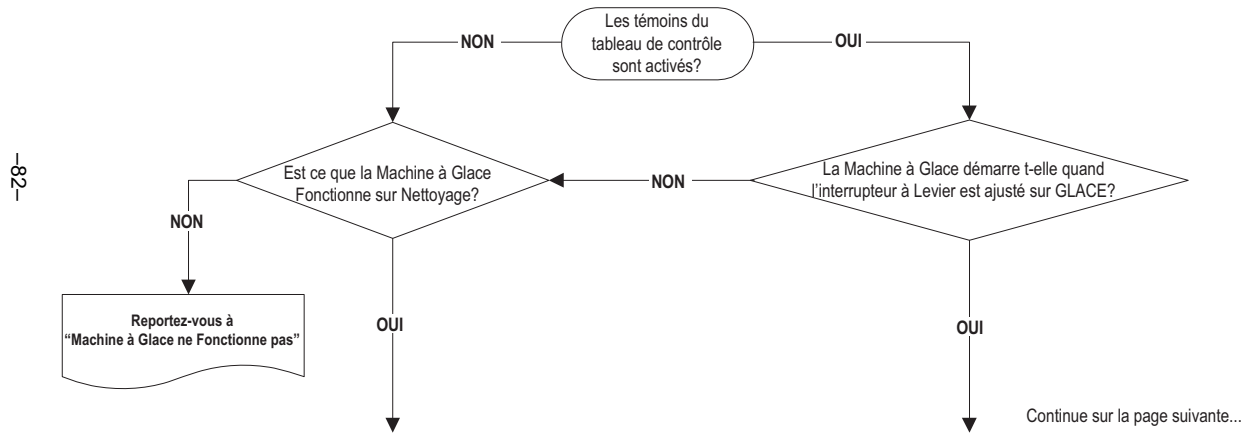 Les témoins du
tableau de contrôle
sont activés?
NON
OUI
Est ce que la Machine à Glace
Fonctionne sur Nettoyage?
NON
La Machine à Glace démarre t-elle quand
l'interrupteur à Levier est ajusté sur GLACE?
NON
Reportez-vous à
“Machine à Glace ne Fonctionne pas”
OUI
OUI
Continue sur la page suivante...
–82–